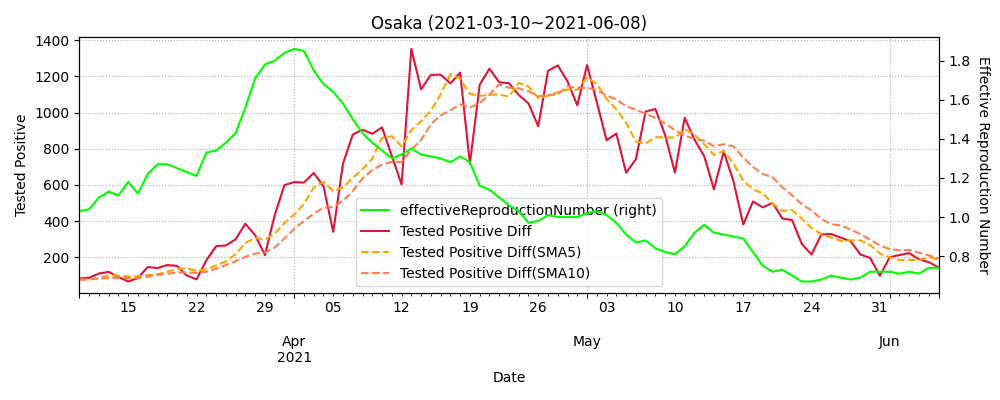 Osaka (2021-03-10~2021-06-08)
1400
1200
1000
800
600
400
200
Tested Positive
1.8
1.6
1.4
1.2
1.0
0.8
Effective Reproduction Number
effectiveReproductionNumber (right)
Tested Positive Diff
Tested Positive Diff(SMA5)
Tested Positive Diff(SMA10)
15 22 29 05 12 19 26 03 10 17 24 31
Apr May Jun
2021
Date